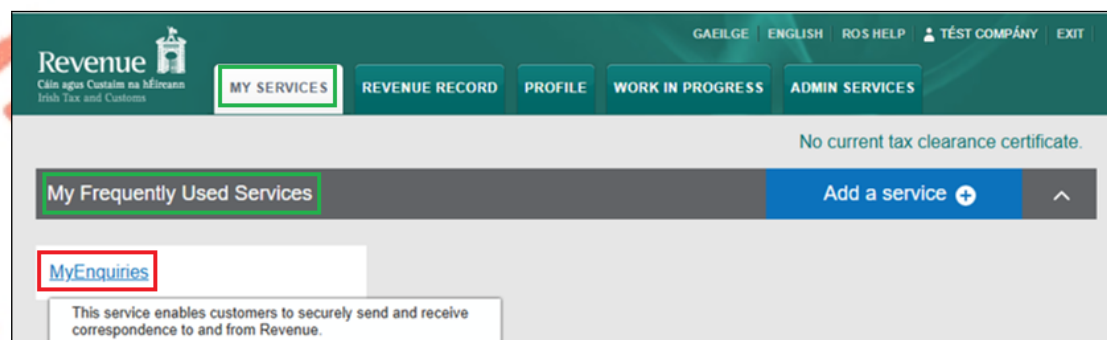 GAEILGE ENGLISH ROS HELP TÉST COMPÁNY EXIT
Revenue
Cáin agus Custaim na hÉireann
Irish Tax and Customs
MY SERVICES REVENUE RECORD PROFILE WORK IN PROGRESS ADMIN SERVICES
No current tax clearance certificate.
My Frequently Used Services Add a service
MyEnquiries
This service enables customers to securely send and receive
correspondence to and from Revenue.